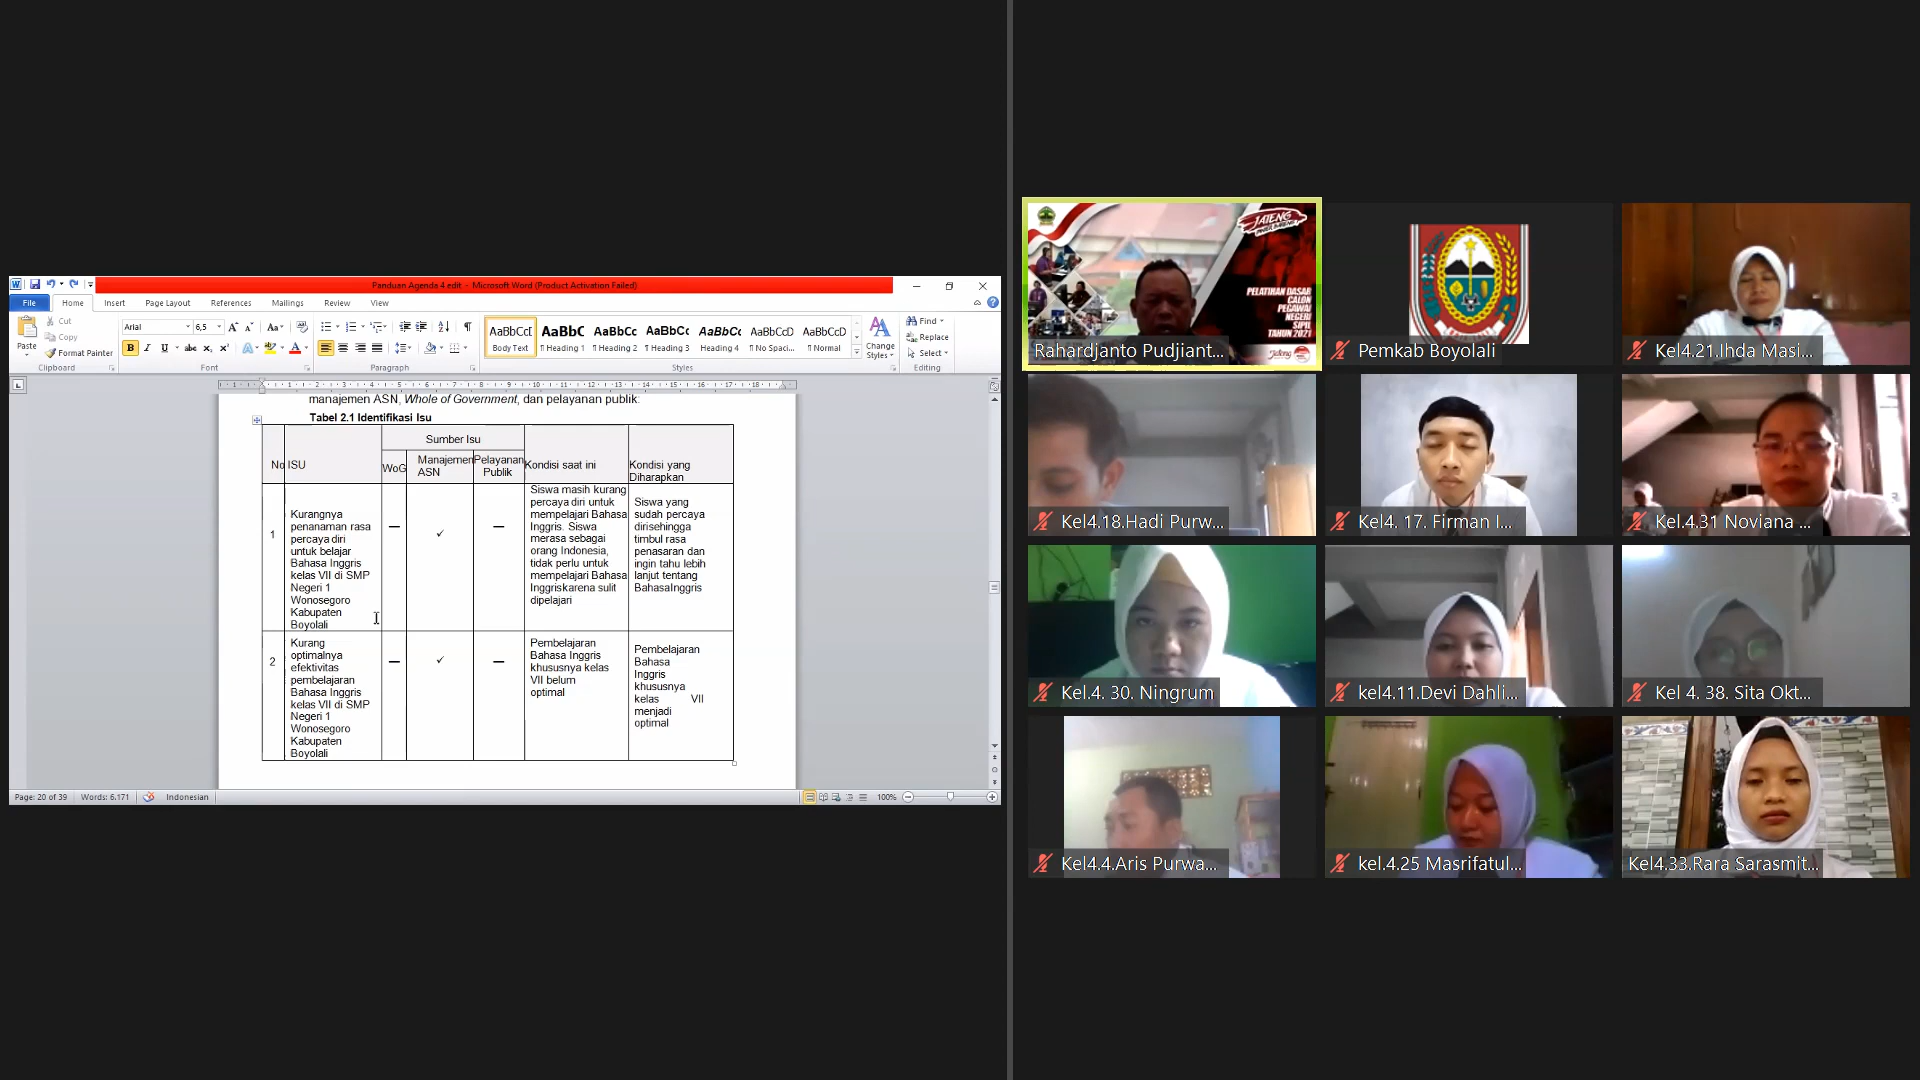 Panduan Agenda 4 edit - Microsoft Word (Product Activation Failed)
File Home Insert Page Layout References Mailings Review View
Paste
Cut
Copy
Format Painter
Arial 6,5
AaBbCcI AaBbC AaBbCc AaBbCc AaBbCc AaBbCcD AaBbCcD
Body Text ¶ Heading 1 ¶ Heading 2 ¶ Heading 3 Heading 4 ¶ No Spaci... ¶ Normal
Change
Styles
Find
Replace
Select
Clipboard Font Paragraph Styles Editing
manajemen ASN, Whole of Government, dan pelayanan publik:
Tabel 2.1 Identifikasi Isu
No
ISU
Sumber Isu
WoG
Manajemen
ASN
Pelayanan
Publik
Kondisi saat ini
Kondisi yang
Diharapkan
1
Kurangnya
penanaman rasa
percaya diri
untuk belajar
Bahasa Inggris
kelas VII di SMP
Negeri 1
Wonosegoro
Kabupaten
Boyolali
— ✓ —
Siswa masih kurang
percaya diri untuk
mempelajari Bahasa
Inggris. Siswa
merasa sebagai
orang Indonesia,
tidak perlu untuk
mempelajari Bahasa
Inggriskarena sulit
dipelajari
Siswa yang
sudah percaya
dirisehingga
timbul rasa
penasaran dan
ingin tahu lebih
lanjut tentang
BahasaInggris
2
Kurang
optimalnya
efektivitas
pembelajaran
Bahasa Inggris
kelas VII di SMP
Negeri 1
Wonosegoro
Kabupaten
Boyolali
— ✓ —
Pembelajaran
Bahasa Inggris
khususnya kelas
VII belum
optimal
Pembelajaran
Bahasa
Inggris
khususnya
kelas VII
menjadi
optimal
Page: 20 of 39 Words: 6.171 Indonesian 100%
JATENG
PELATIHAN DASAR
CALON
PEGAWAI
NEGERI
SIPIL
TAHUN 2021
Jateng
Rahardjanto Pudjiant...
Pemkab Boyolali
Kel4.21.Ihda Masi...
Kel4.18.Hadi Purw...
Kel4. 17. Firman I...
Kel.4.31 Noviana ...
Kel.4. 30. Ningrum
kel4.11.Devi Dahli...
Kel 4. 38. Sita Okt...
Kel4.4.Aris Purwa...
kel.4.25 Masrifatul...
Kel4.33.Rara Sarasmit...